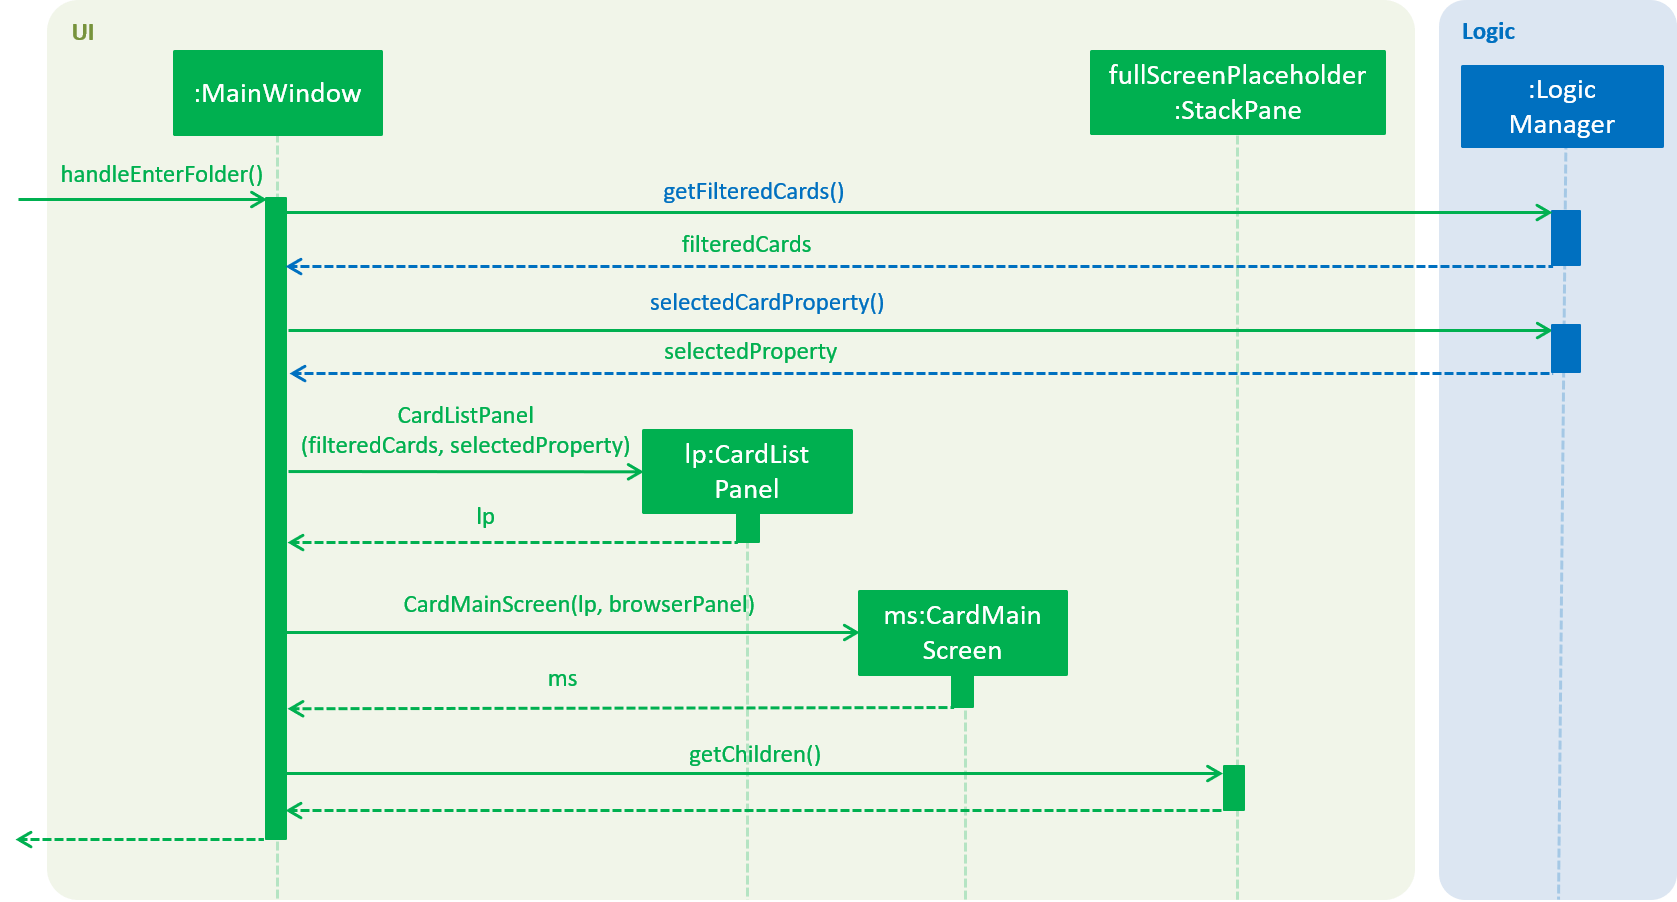 UI
Logic
:MainWindow
fullScreenPlaceholder
:StackPane
:Logic
Manager
handleEnterFolder()
getFilteredCards()
filteredCards
selectedCardProperty()
selectedProperty
CardListPanel
(filteredCards, selectedProperty)
lp:CardList
Panel
lp
CardMainScreen(lp, browserPanel)
ms:CardMain
Screen
ms
getChildren()